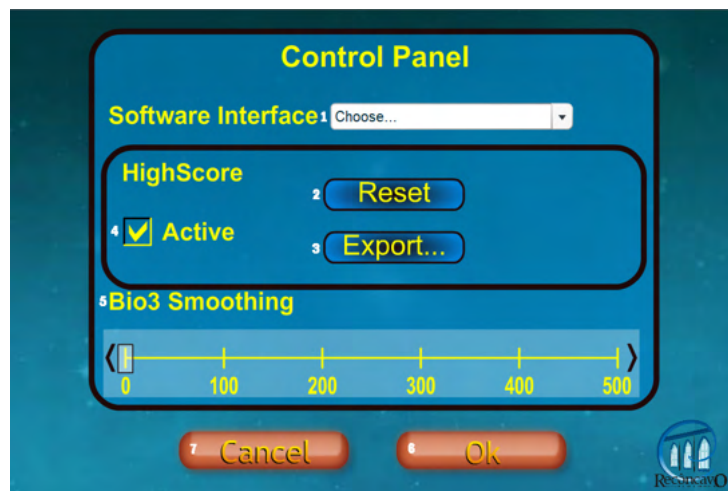 Control Panel
Software Interface 1 Choose...
HighScore
2 Reset
4 Active
3 Export...
5 Bio3 Smoothing
0 100 200 300 400 500
7 Cancel 6 Ok
RecôncavO